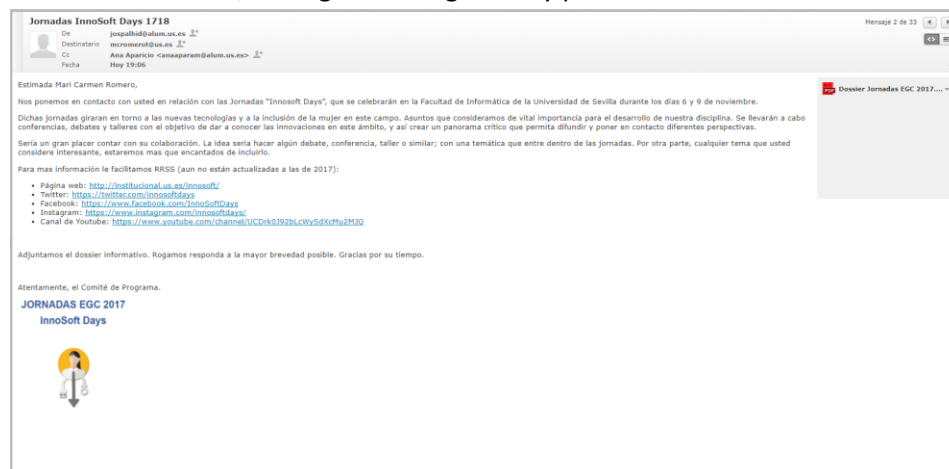 Jornadas InnoSoft Days 1718
De jospalhid@alum.us.es
Destinatario mcromerot@us.es
Cc Ana Aparicio <anaaparam@alum.us.es>
Fecha Hoy 19:06
Mensaje 2 de 33
Estimada Mari Carmen Romero,
Nos ponemos en contacto con usted en relación con las Jornadas "Innosoft Days", que se celebrarán en la Facultad de Informática de la Universidad de Sevilla durante los días 6 y 9 de noviembre.
Dichas jornadas giraran en torno a las nuevas tecnologías y a la inclusión de la mujer en este campo. Asuntos que consideramos de vital importancia para el desarrollo de nuestra disciplina. Se llevarán a cabo
conferencias, debates y talleres con el objetivo de dar a conocer las innovaciones en este ámbito, y así crear un panorama crítico que permita difundir y poner en contacto diferentes perspectivas.
Sería un gran placer contar con su colaboración. La idea seria hacer algún debate, conferencia, taller o similar; con una temática que entre dentro de las jornadas. Por otra parte, cualquier tema que usted
considere interesante, estaremos mas que encantados de incluirlo.
Para mas información le facilitamos RRSS (aun no están actualizadas a las de 2017):
• Página web: http://institucional.us.es/innosoft/
• Twitter: https://twitter.com/innosoftdays
• Facebook: https://www.facebook.com/InnoSoftDays
• Instagram: https://www.instagram.com/innosoftdays/
• Canal de Youtube: https://www.youtube.com/channel/UCDrk0J92bLcWySdXcMu2MJQ
Adjuntamos el dossier informativo. Rogamos responda a la mayor brevedad posible. Gracias por su tiempo.
Atentamente, el Comité de Programa.
JORNADAS EGC 2017
InnoSoft Days
PDF Dossier Jornadas EGC 2017....